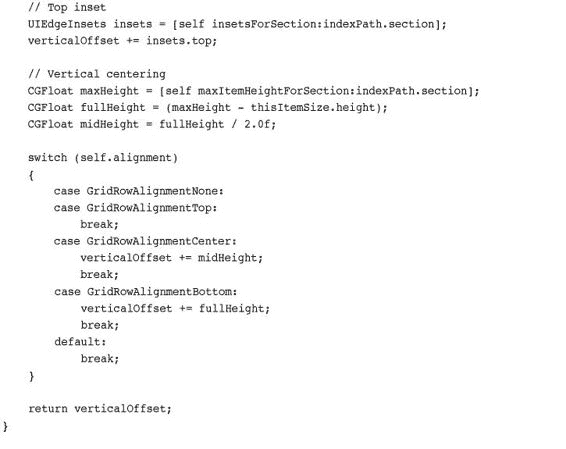 // Top inset
UIEdgeInsets insets = [self insetsForSection:indexPath.section];
verticalOffset += insets.top;
// Vertical centering
CGFloat maxHeight = [self maxItemHeightForSection:indexPath.section];
CGFloat fullHeight = (maxHeight - thisItemSize.height);
CGFloat midHeight = fullHeight / 2.0f;
switch (self.alignment)
{
case GridRowAlignmentNone:
case GridRowAlignmentTop:
break;
case GridRowAlignmentCenter:
verticalOffset += midHeight;
break;
case GridRowAlignmentBottom:
verticalOffset += fullHeight;
break;
default:
break;
}
return verticalOffset;
}